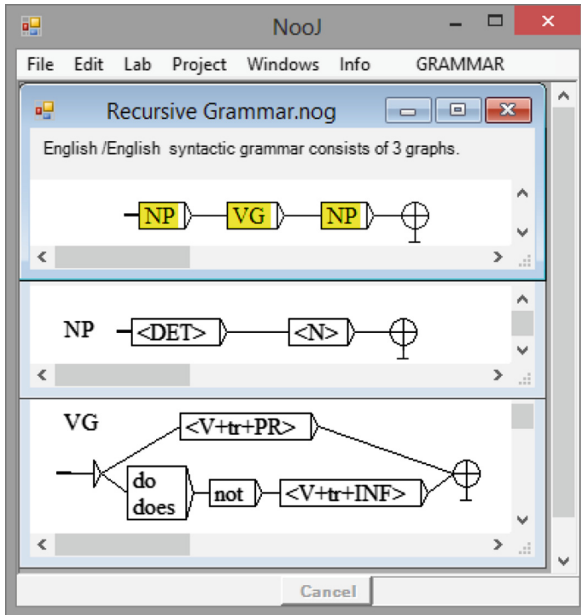 NooJ
File Edit Lab Project Windows Info GRAMMAR
Recursive Grammar.nog
English /English syntactic grammar consists of 3 graphs.
NP VG NP
NP <DET> <N>
VG <V+tr+PR>
do
does not <V+tr+INF>
Cancel